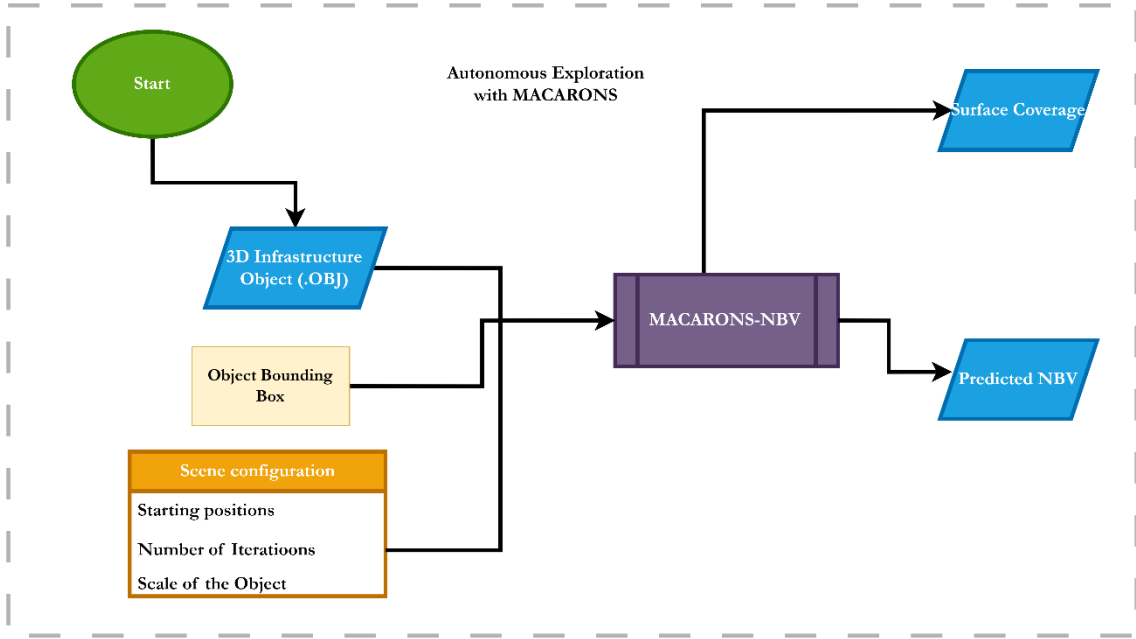 Start
Autonomous Exploration
with MACARONS
Surface Coverage
3D Infrastructure
Object (.OBJ)
MACARONS-NBV
Object Bounding
Box
Predicted NBV
Scene configuration
Starting positions
Number of Iteratioons
Scale of the Object